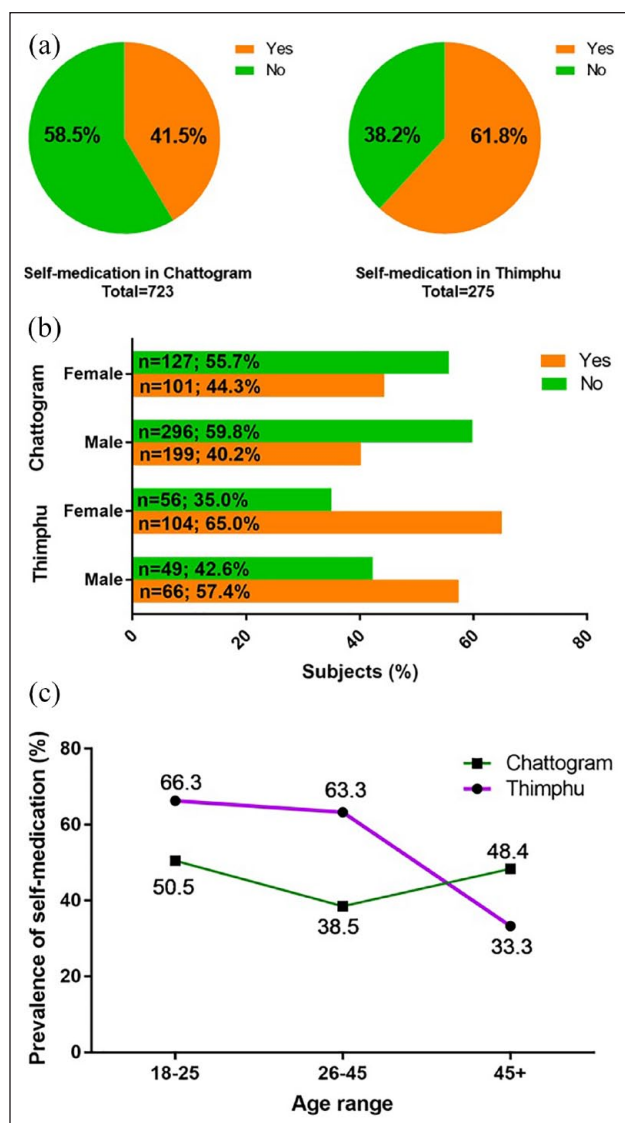 (a)
Yes
No
58.5%
41.5%
Self-medication in Chattogram
Total=723
Yes
No
38.2%
61.8%
Self-medication in Thimphu
Total=275
(b)
Yes
No
Chattogram
Female
n=127; 55.7%
n=101; 44.3%
Male
n=296; 59.8%
n=199; 40.2%
Thimphu
Female
n=56; 35.0%
n=104; 65.0%
Male
n=49; 42.6%
n=66; 57.4%
0
20
40
60
80
Subjects (%)
(c)
Prevalence of self-medication (%)
80
60
40
20
0
Chattogram
Thimphu
66.3
63.3
48.4
50.5
38.5
33.3
18-25
26-45
45+
Age range